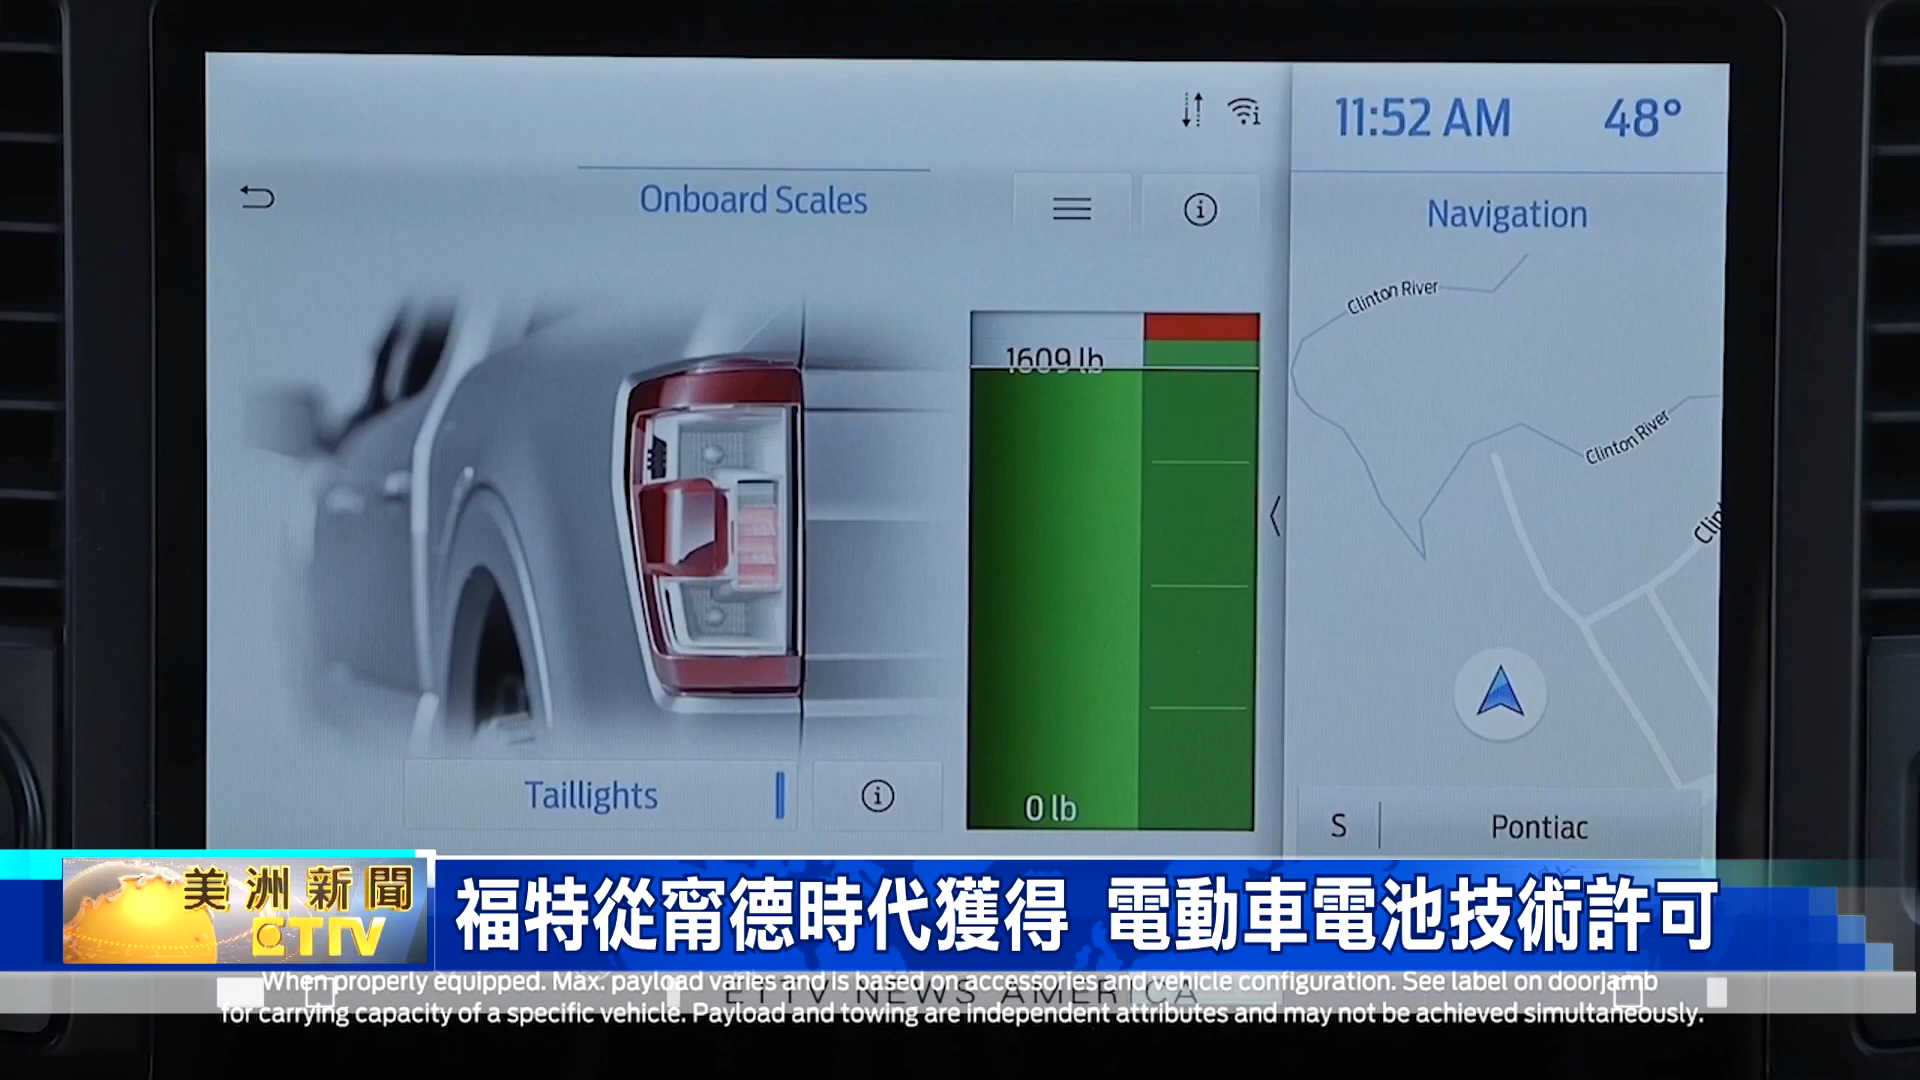 11:52 AM 48°
Onboard Scales
Navigation
Clinton River
1609 lb
Clinton River
Clin
Taillights
0 lb
S
Pontiac
美洲新聞
ETTV
福特從甯德時代獲得 電動車電池技術許可
When properly equipped. Max. payload varies and is based on accessories and vehicle configuration. See label on doorjamb
ETTV NEWS AMERICA
for carrying capacity of a specific vehicle. Payload and towing are independent attributes and may not be achieved simultaneously.